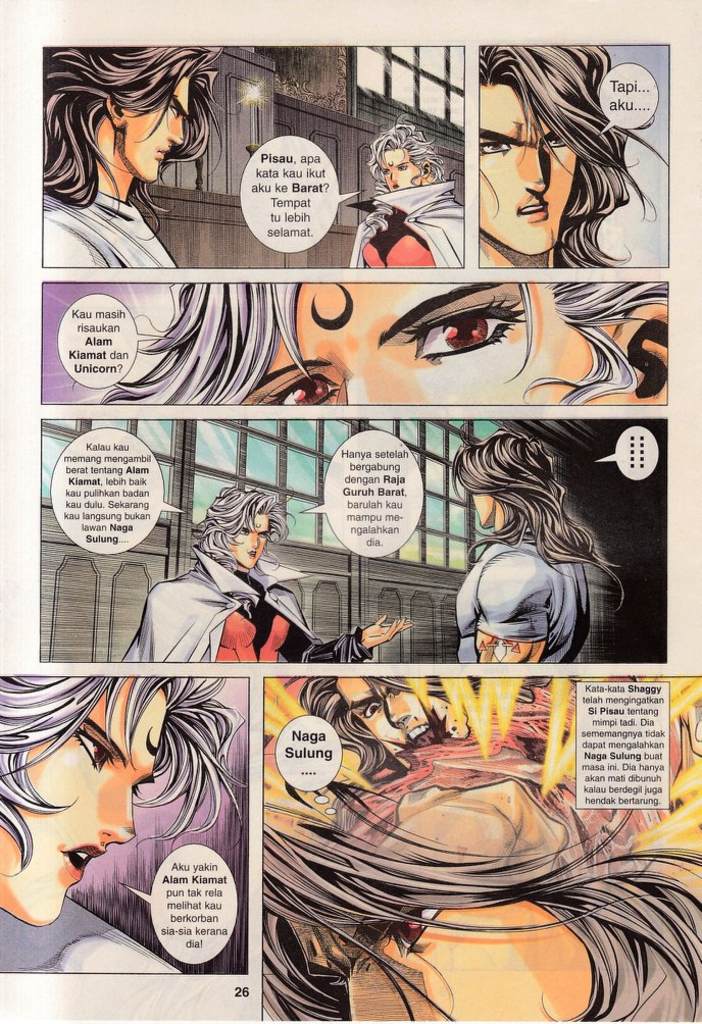 Pisau, apa
kata kau ikut
aku ke Barat?
Tempat
tu lebih
selamat.
Tapi...
aku....
Kau masih
risaukan
Alam
Kiamat dan
Unicorn?
Kalau kau
memang mengambil
berat tentang Alam
Kiamat, lebih baik
kau pulihkan badan
kau dulu. Sekarang
kau langsung bukan
lawan Naga
Sulung....
Hanya setelah
bergabung
dengan Raja
Guruh Barat,
barulah kau
mampu me-
ngalahkan
dia.
Aku yakin
Alam Kiamat
pun tak rela
melihat kau
berkorban
sia-sia kerana
dia!
Naga
Sulung
....
Kata-kata Shaggy
telah mengingatkan
Si Pisau tentang
mimpi tadi. Dia
sememangnya tidak
dapat mengalahkan
Naga Sulung buat
masa ini. Dia hanya
akan mati dibunuh
kalau berdegil juga
hendak bertarung.
26